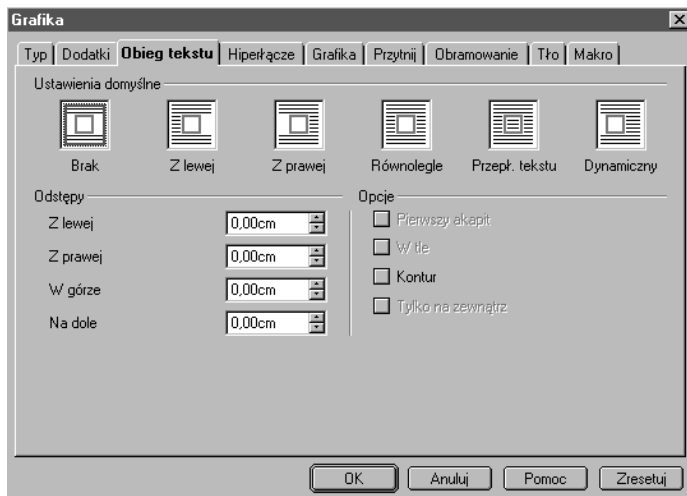 Grafika
Typ Dodatki Obieg tekstu Hiperłącze Grafika Przytnij Obramowanie Tło Makro
Ustawienia domyślne
Brak Z lewej Z prawej Równolegle Przepł. tekstu Dynamiczny
Odstępy
Z lewej 0,00cm
Z prawej 0,00cm
W górze 0,00cm
Na dole 0,00cm
Opcje
Pierwszy akapit
W tle
Kontur
Tylko na zewnątrz
OK Anuluj Pomoc Zresetuj